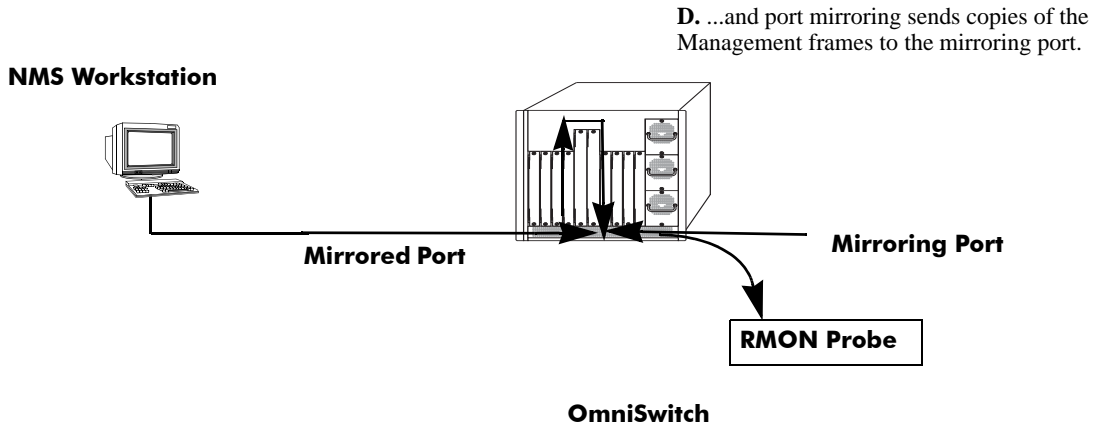 D. ...and port mirroring sends copies of the
Management frames to the mirroring port.
NMS Workstation
Mirrored Port
Mirroring Port
RMON Probe
OmniSwitch